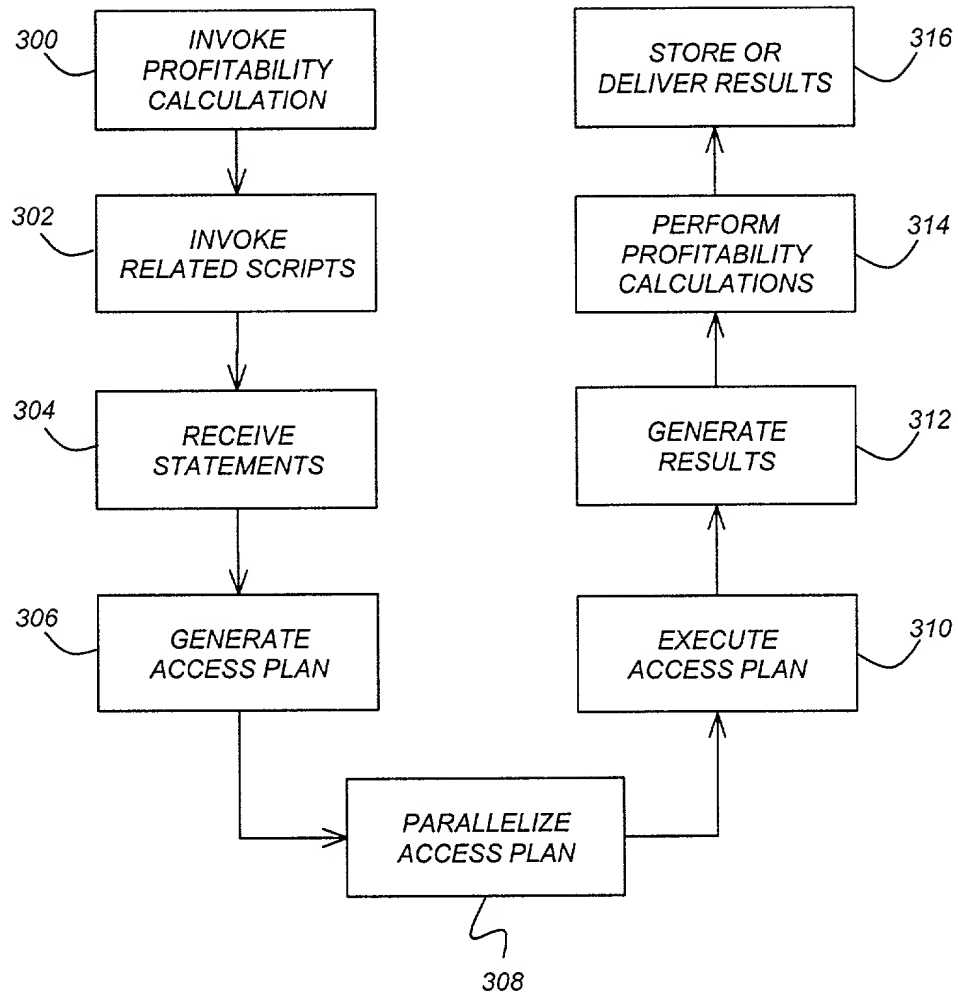 300
INVOKE
PROFITABILITY
CALCULATION
302
INVOKE
RELATED SCRIPTS
304
RECEIVE
STATEMENTS
306
GENERATE
ACCESS PLAN
PARALLELIZE
ACCESS PLAN
308
EXECUTE
ACCESS PLAN
310
GENERATE
RESULTS
312
PERFORM
PROFITABILITY
CALCULATIONS
314
STORE OR
DELIVER RESULTS
316